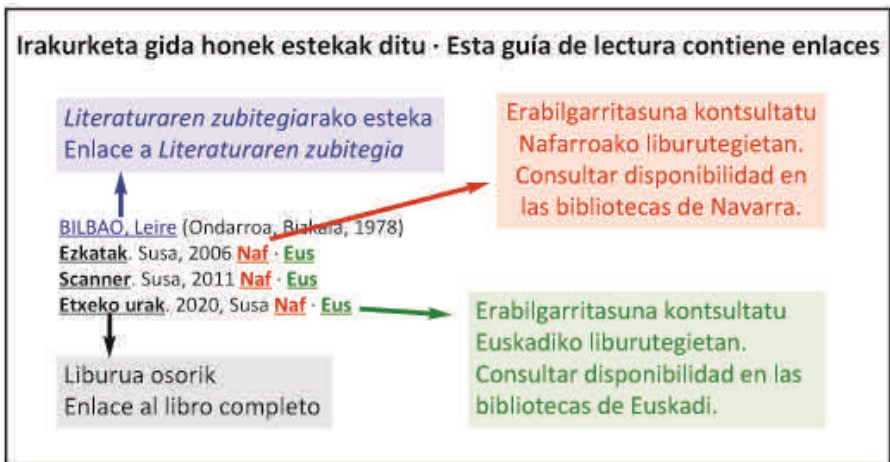 Irakurketa gida honek estekak ditu · Esta guía de lectura contiene enlaces
Literaturaren zubitegiarako esteka
Enlace a Literaturaren zubitegia
Erabilgarritasuna kontsultatu
Nafarroako liburutegietan.
Consultar disponibilidad en
las bibliotecas de Navarra.
BILBAO, Leire (Ondarroa, Bizkaia, 1978)
Ezkatak. Susa, 2006 Naf · Eus
Scanner. Susa, 2011 Naf · Eus
Etxeko urak. 2020, Susa Naf · Eus
Erabilgarritasuna kontsultatu
Euskadiko liburutegietan.
Consultar disponibilidad en las
bibliotecas de Euskadi.
Liburua osorik
Enlace al libro completo